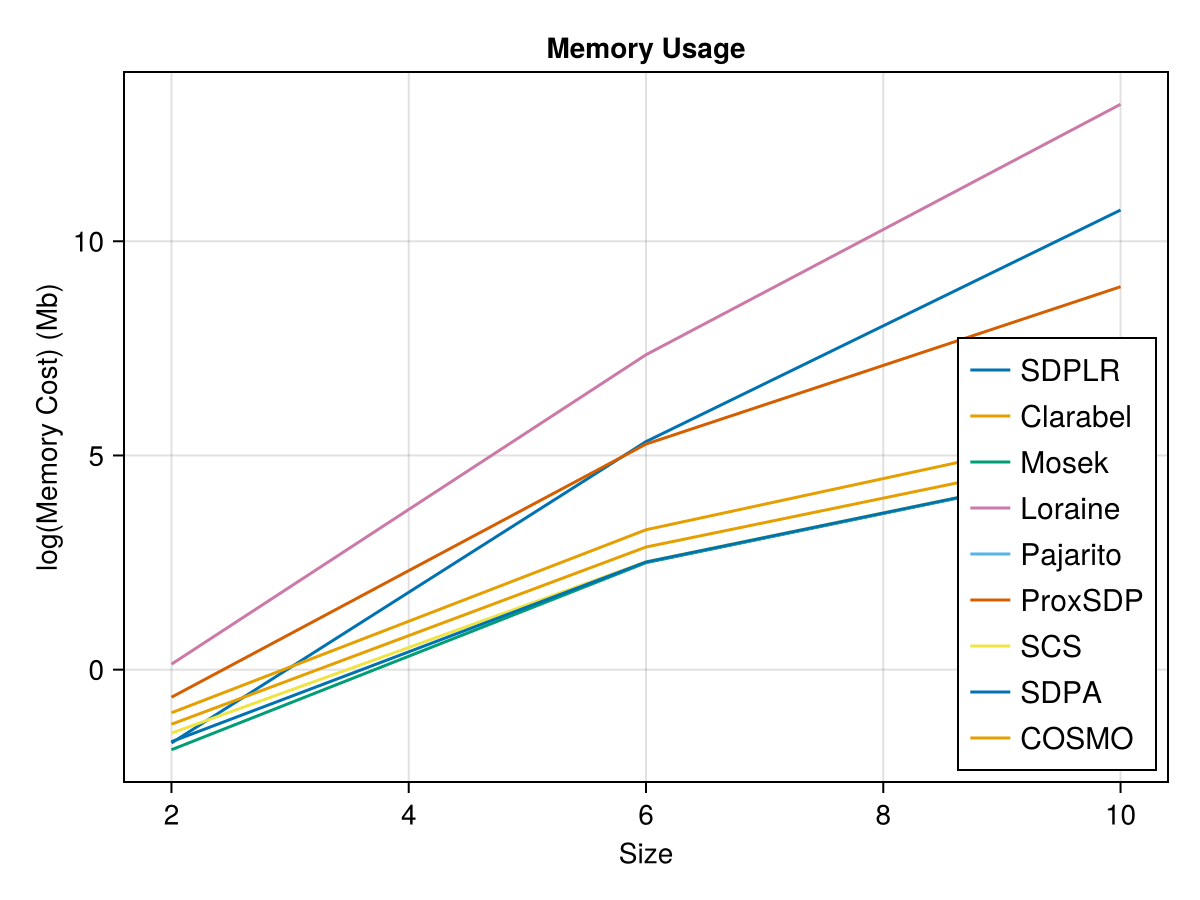 Memory Usage
log(Memory Cost) (Mb)
10
5
0
SDPLR
Clarabel
Mosek
Loraine
Pajarito
ProxSDP
SCS
SDPA
COSMO
2 4 6 8 10
Size